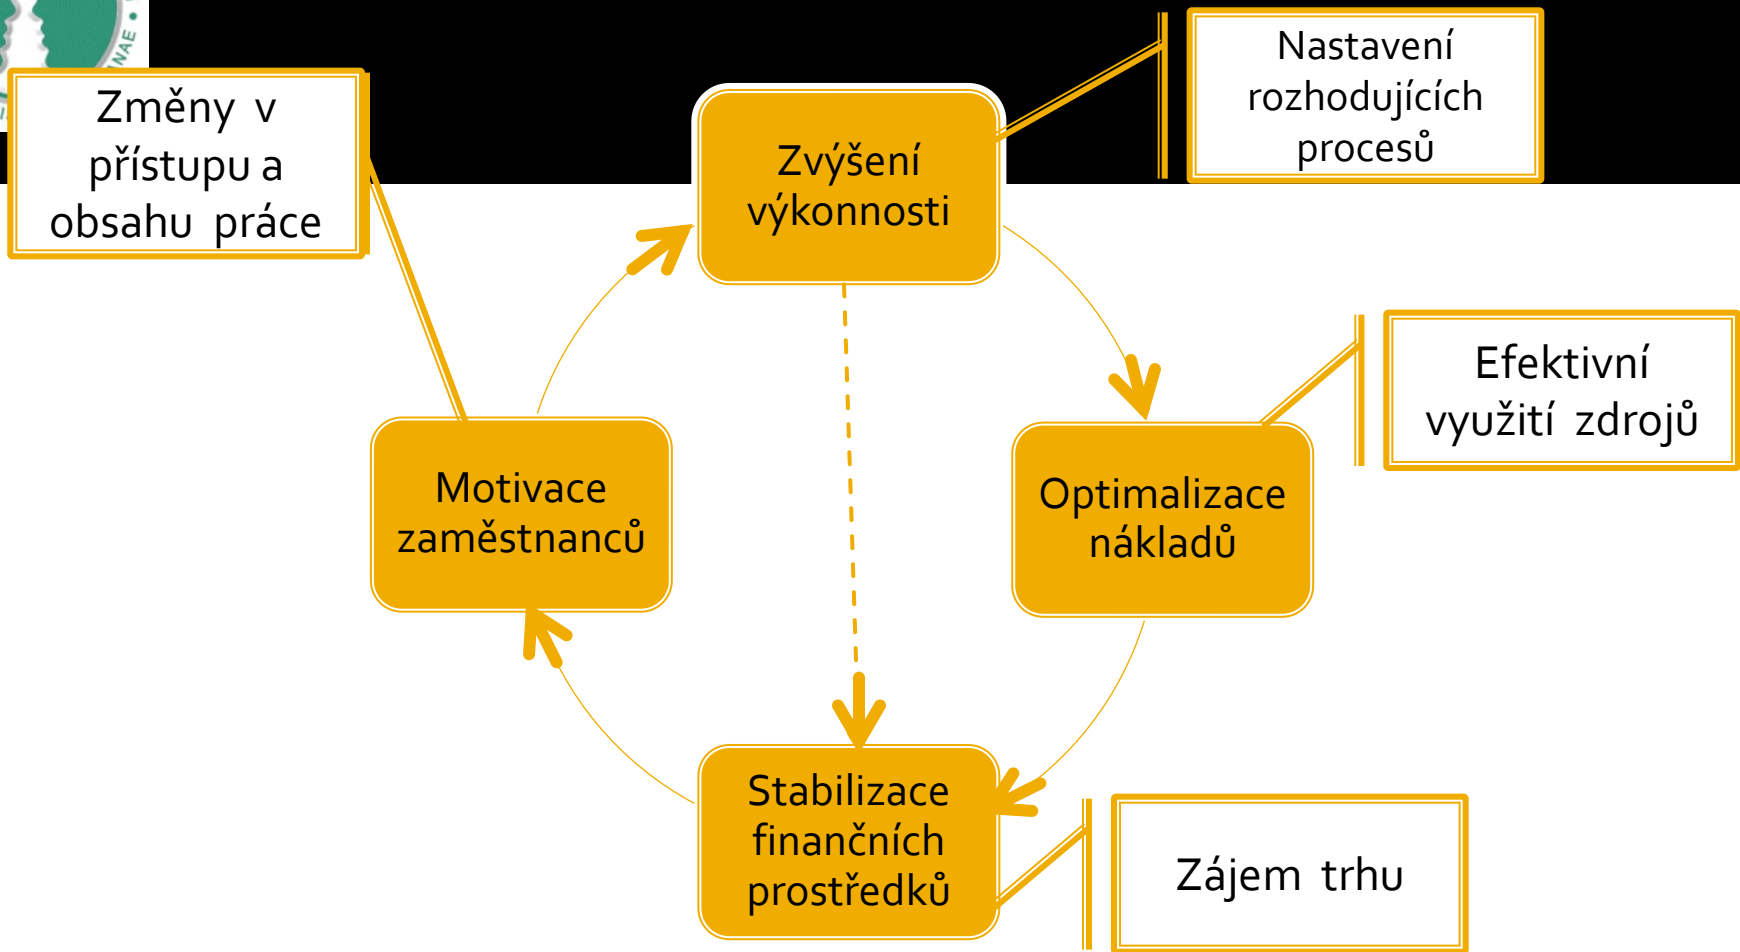 NAE
Změny v
přístupu a
obsahu práce
Zvýšení
výkonnosti
Nastavení
rozhodujících
procesů
Efektivní
využití zdrojů
Motivace
zaměstnanců
Optimalizace
nákladů
Stabilizace
finančních
prostředků
Zájem trhu